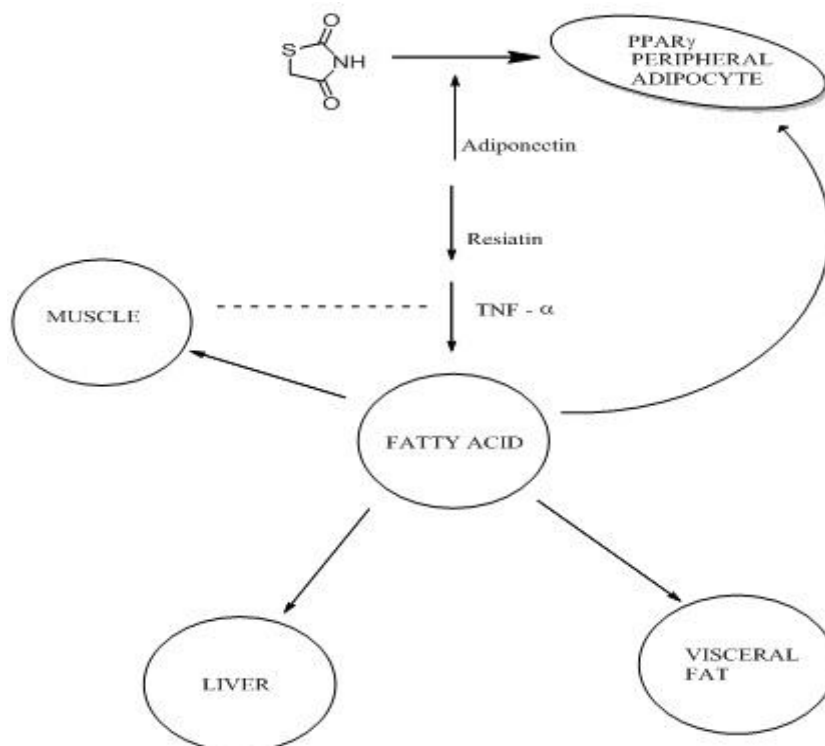 O
S
NH
O
PPARγ
PERIPHERAL
ADIPOCYTE
Adiponectin
Resiatin
TNF - α
MUSCLE
FATTY ACID
LIVER
VISCERAL
FAT